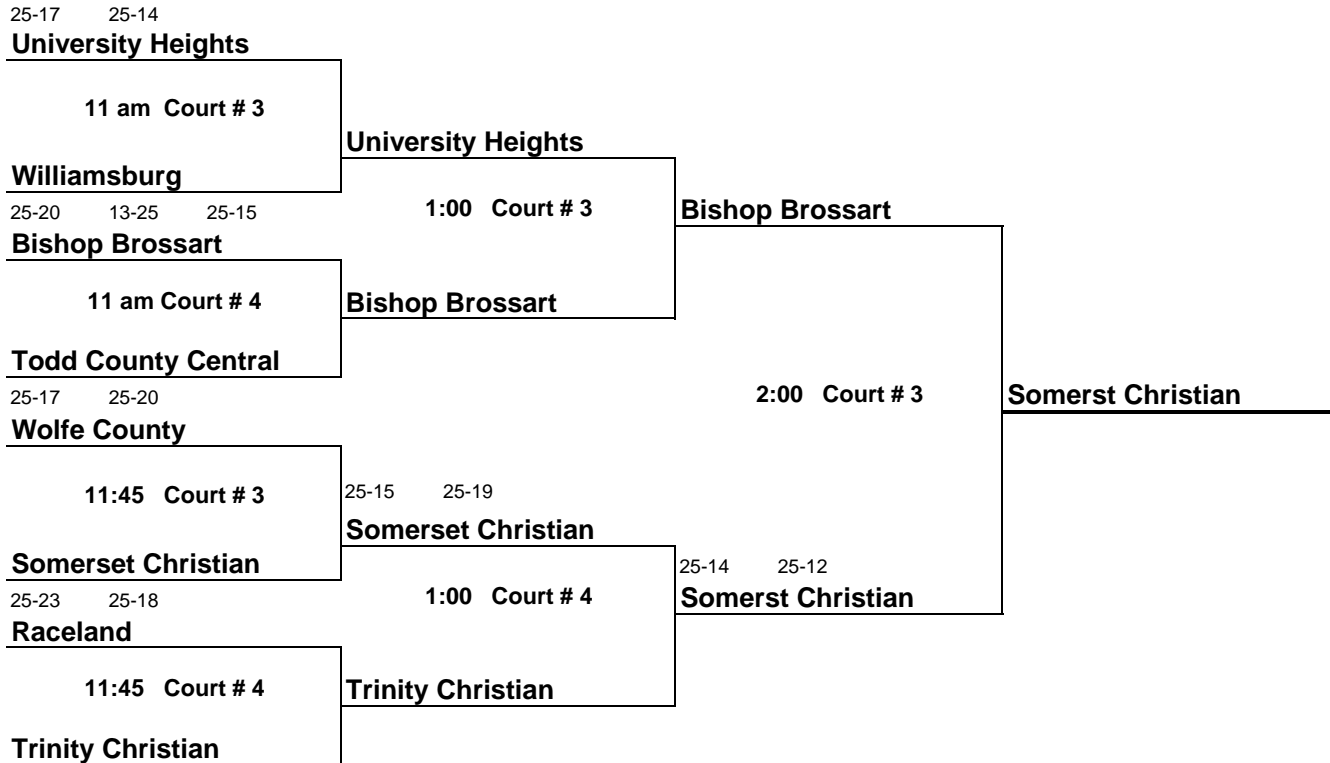 25-17 25-14
University Heights
11 am Court # 3
University Heights
Williamsburg
25-20 13-25 25-15
1:00 Court # 3
Bishop Brossart
Bishop Brossart
11 am Court # 4
Bishop Brossart
Todd County Central
25-17 25-20
2:00 Court # 3
Somerst Christian
Wolfe County
11:45 Court # 3
25-15 25-19
Somerset Christian
Somerset Christian
25-14 25-12
25-23 25-18
1:00 Court # 4
Somerst Christian
Raceland
11:45 Court # 4
Trinity Christian
Trinity Christian